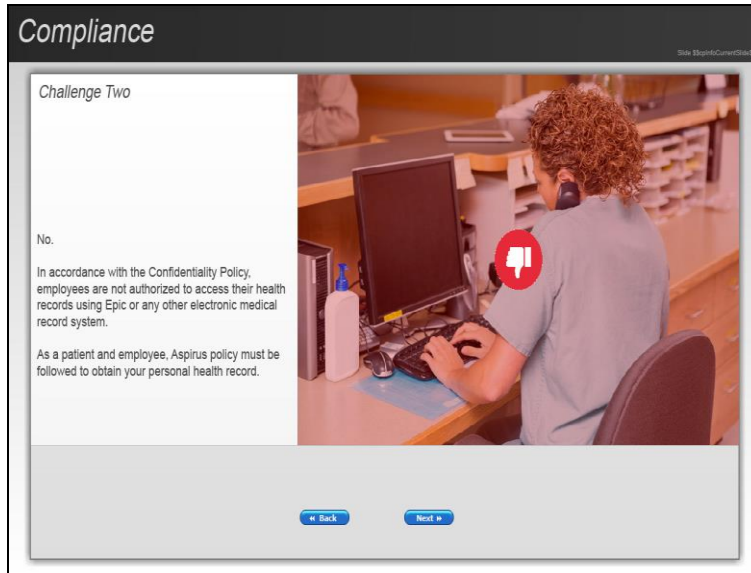 Compliance
Slide $$cpInfoCurrentSlide$
Challenge Two
No.
In accordance with the Confidentiality Policy,
employees are not authorized to access their health
records using Epic or any other electronic medical
record system.
As a patient and employee, Aspirus policy must be
followed to obtain your personal health record.
Back
Next